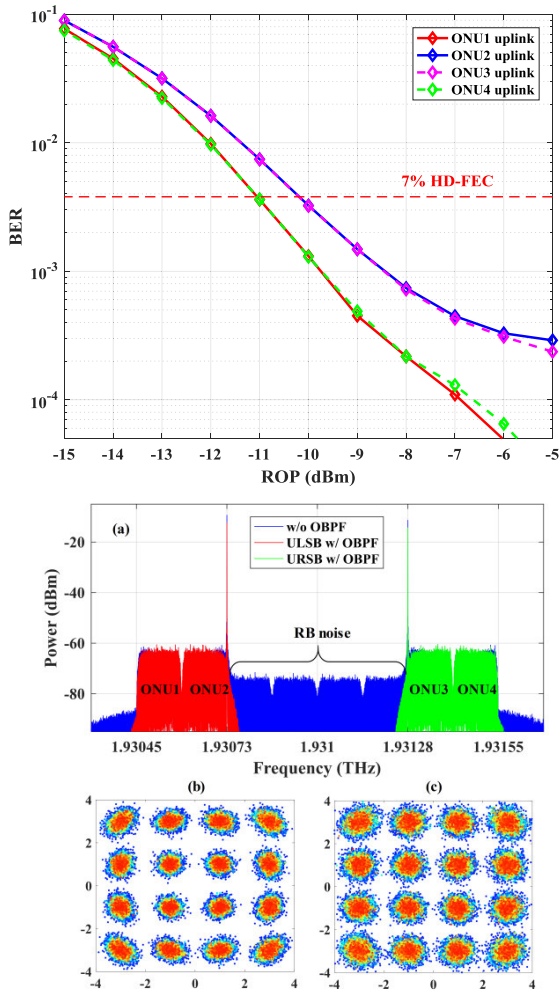 10^-1
10^-2
10^-3
10^-4
BER
ONU1 uplink
ONU2 uplink
ONU3 uplink
ONU4 uplink
7% HD-FEC
-15 -14 -13 -12 -11 -10 -9 -8 -7 -6 -5
ROP (dBm)
(a)
w/o OBPF
ULSB w/ OBPF
URSB w/ OBPF
-20
-40
-60
-80
Power (dBm)
RB noise
ONU1 ONU2 ONU3 ONU4
1.93045 1.93073 1.931 1.93128 1.93155
Frequency (THz)
(b) (c)
4 4
2 2
0 0
-2 -2
-4 -4
-4 -2 0 2 4 -4 -2 0 2 4